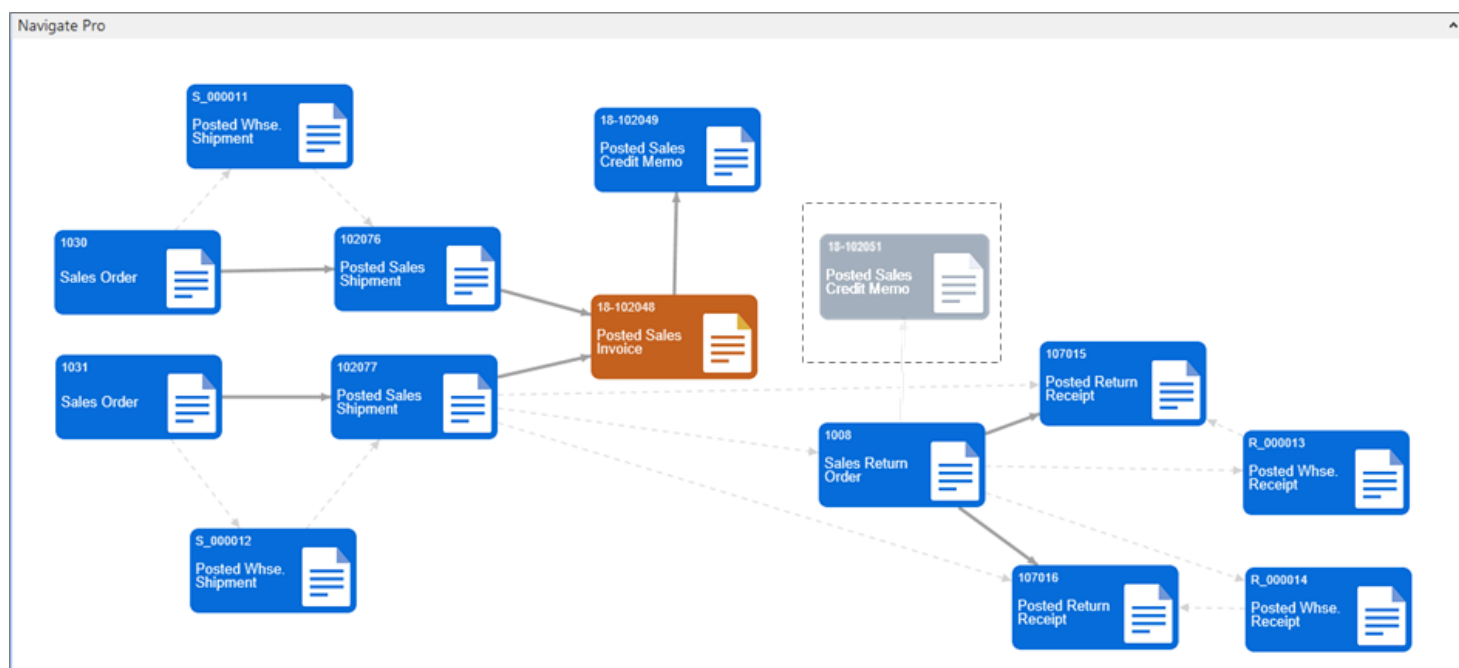 Navigate Pro
S_000011
Posted Whse.
Shipment
18-102049
Posted Sales
Credit Memo
1030
Sales Order
102076
Posted Sales
Shipment
18-102051
Posted Sales
Credit Memo
18-102048
Posted Sales
Invoice
1031
Sales Order
102077
Posted Sales
Shipment
107015
Posted Return
Receipt
1008
Sales Return
Order
R_000013
Posted Whse.
Receipt
S_000012
Posted Whse.
Shipment
107016
Posted Return
Receipt
R_000014
Posted Whse.
Receipt